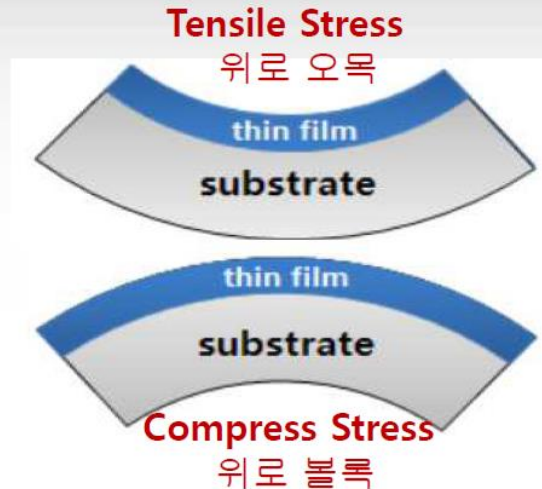 Tensile Stress
위로 오목
thin film
substrate
thin film
substrate
Compress Stress
위로 볼록